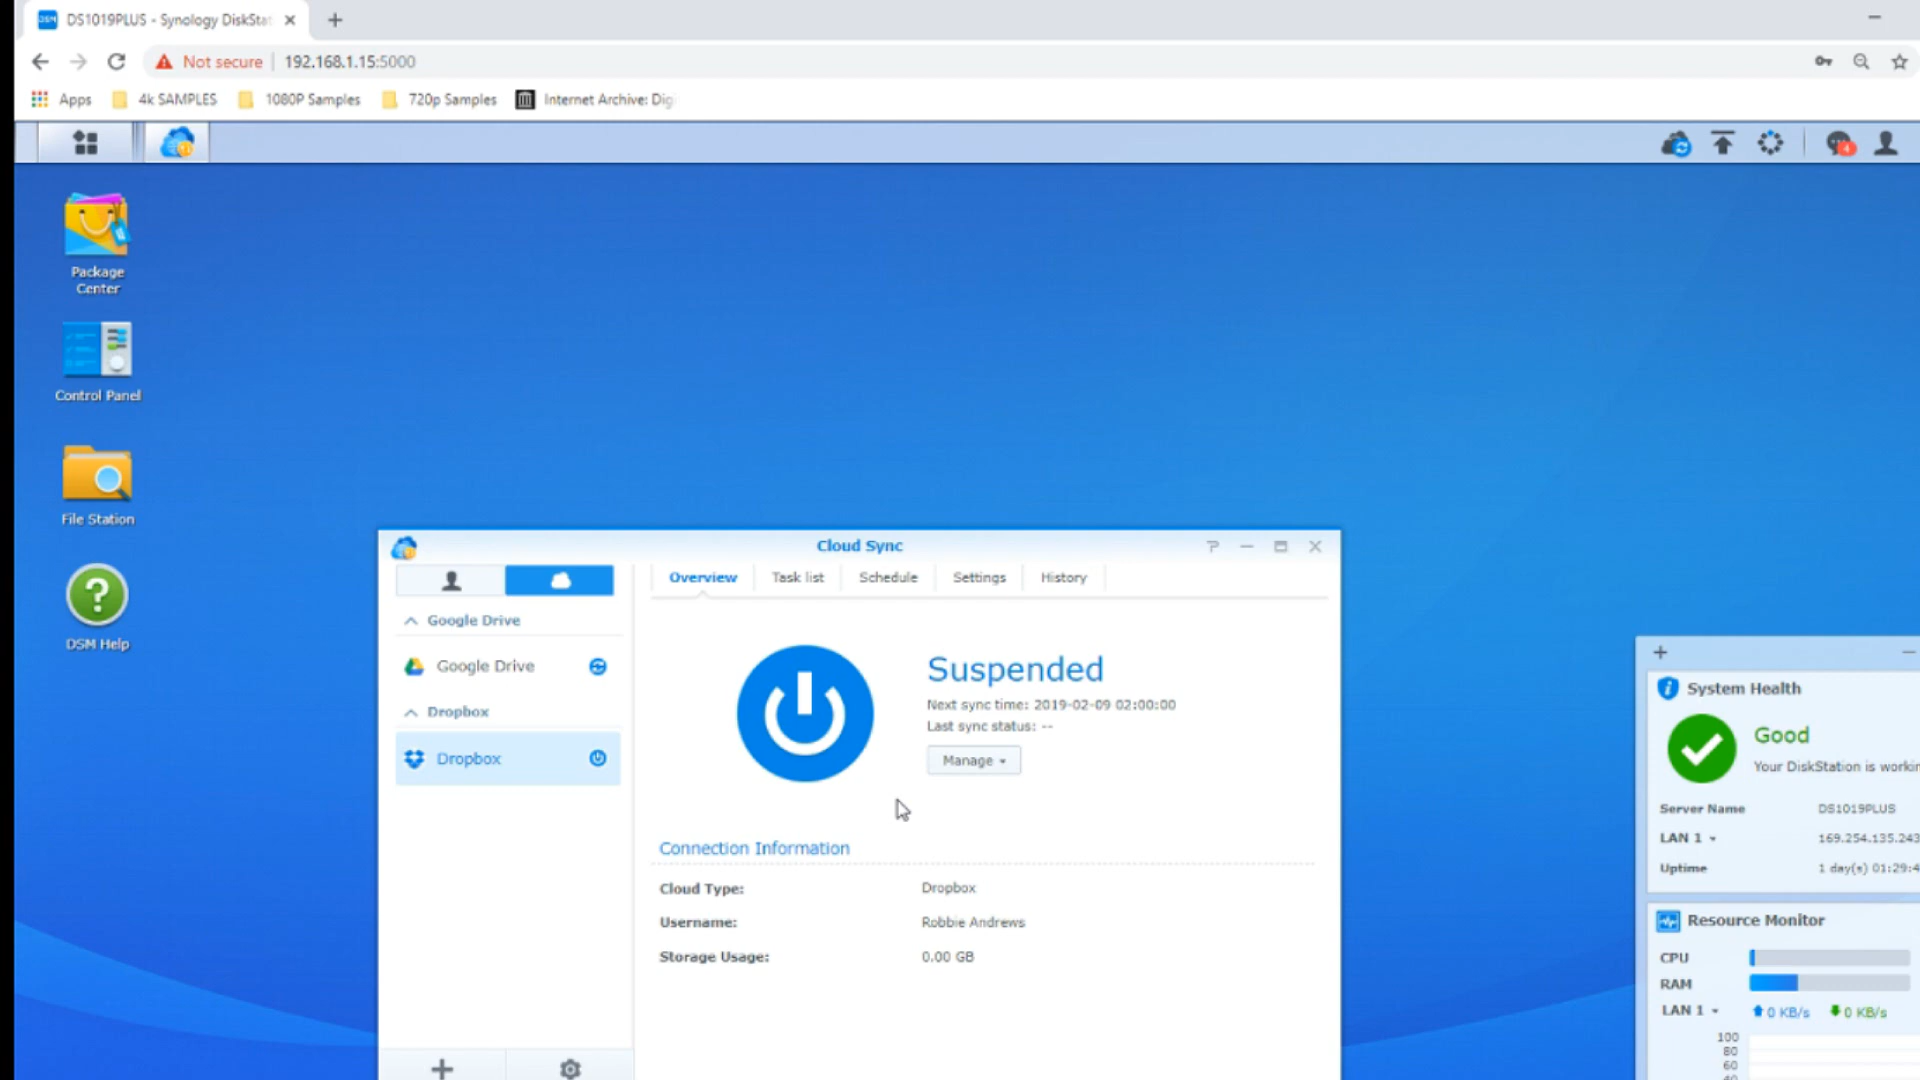 DS1019PLUS - Synology DiskStat
Not secure
192.168.1.15:5000
Apps
4k SAMPLES
1080P Samples
720p Samples
Internet Archive: Digi
Package
Center
Control Panel
File Station
DSM Help
Cloud Sync
Overview
Task list
Schedule
Settings
History
Google Drive
Google Drive
Dropbox
Dropbox
Suspended
Next sync time: 2019-02-09 02:00:00
Last sync status: --
Manage
Connection Information
Cloud Type: Dropbox
Username: Robbie Andrews
Storage Usage: 0.00 GB
System Health
Good
Your DiskStation is workin
Server Name DS1019PLUS
LAN 1 169.254.135.243
Uptime 1 day(s) 01:29:4
Resource Monitor
CPU
RAM
LAN 1 0 KB/s 0 KB/s
100
80
60